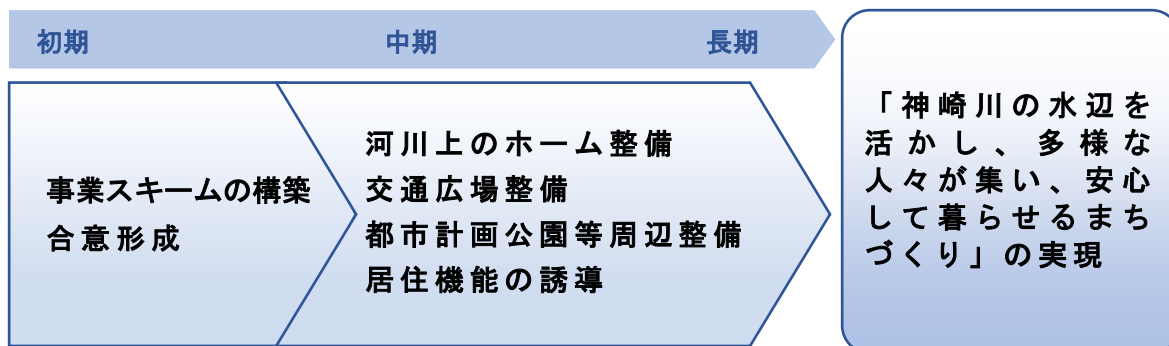 初期
中期
長期
事業スキームの構築
合意形成
河川上のホーム整備
交通広場整備
都市計画公園等周辺整備
居住機能の誘導
「神崎川の水辺を
活かし、多様な
人々が集い、安心
して暮らせるまち
づくり」の実現